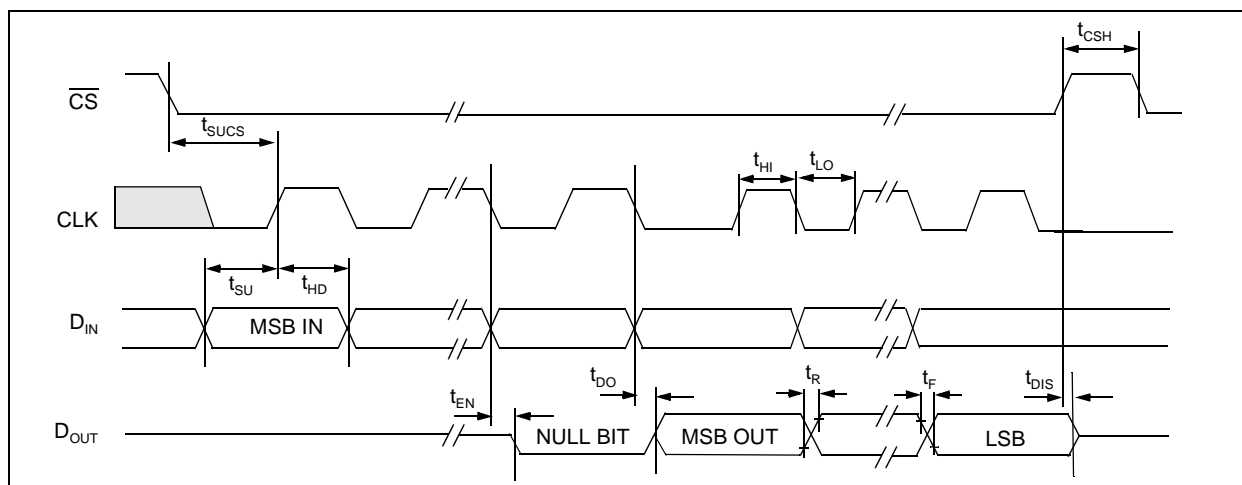 t_CSH
C̅S̅
t_SUCS
t_HI
t_LO
CLK
t_SU
t_HD
D_IN
MSB IN
t_EN
t_DO
t_R
t_F
t_DIS
D_OUT
NULL BIT
MSB OUT
LSB